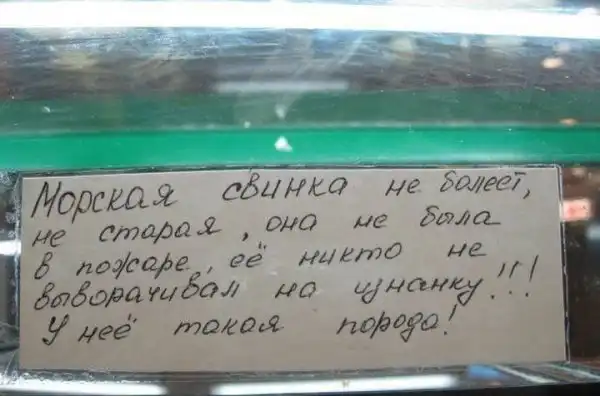 Морская свинка не болеет,
не старая, она не была
в пожаре, её никто не
выворачивал на изнанку!!!
У неё такая порода!